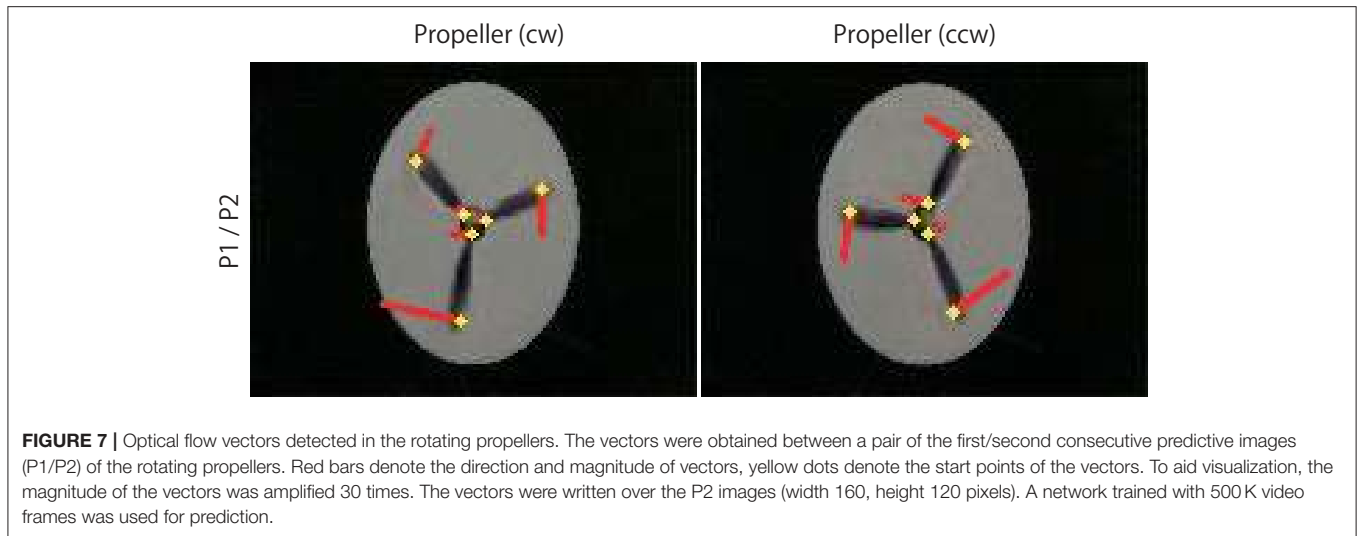 Propeller (cw) Propeller (ccw)
P1 / P2
FIGURE 7 | Optical flow vectors detected in the rotating propellers. The vectors were obtained between a pair of the first/second consecutive predictive images
(P1/P2) of the rotating propellers. Red bars denote the direction and magnitude of vectors, yellow dots denote the start points of the vectors. To aid visualization, the
magnitude of the vectors was amplified 30 times. The vectors were written over the P2 images (width 160, height 120 pixels). A network trained with 500 K video
frames was used for prediction.